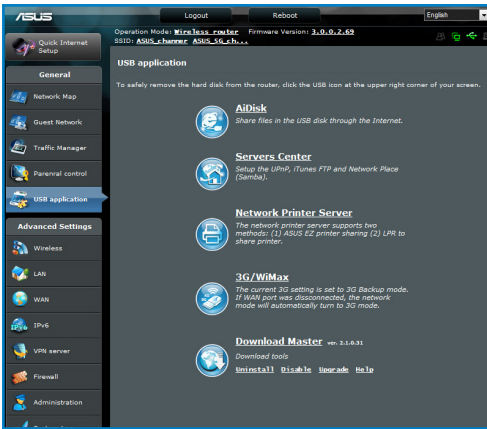 ASUS
Logout Reboot English
Operation Mode: Wireless router Firmware Version: 3.0.0.2.69
SSID: ASUS_channer ASUS_5G_ch...
Quick Internet
Setup
General
Network Map
Guest Network
Traffic Manager
Parenral control
USB application
Advanced Settings
Wireless
LAN
WAN
IPv6
VPN server
Firewall
Administration
USB application
To safely remove the hard disk from the router, click the USB icon at the upper right corner of your screen.
AiDisk
Share files in the USB disk through the Internet.
Servers Center
Setup the UPnP, iTunes FTP and Network Place
(Samba).
Network Printer Server
The network printer server supports two
methods: (1) ASUS EZ printer sharing (2) LPR to
share printer.
3G/WiMax
The current 3G setting is set to 3G Backup mode.
If WAN port was dissconnected, the network
mode will automatically turn to 3G mode.
Download Master ver. 2.1.0.31
Download tools
Uninstall Disable Upgrade Help